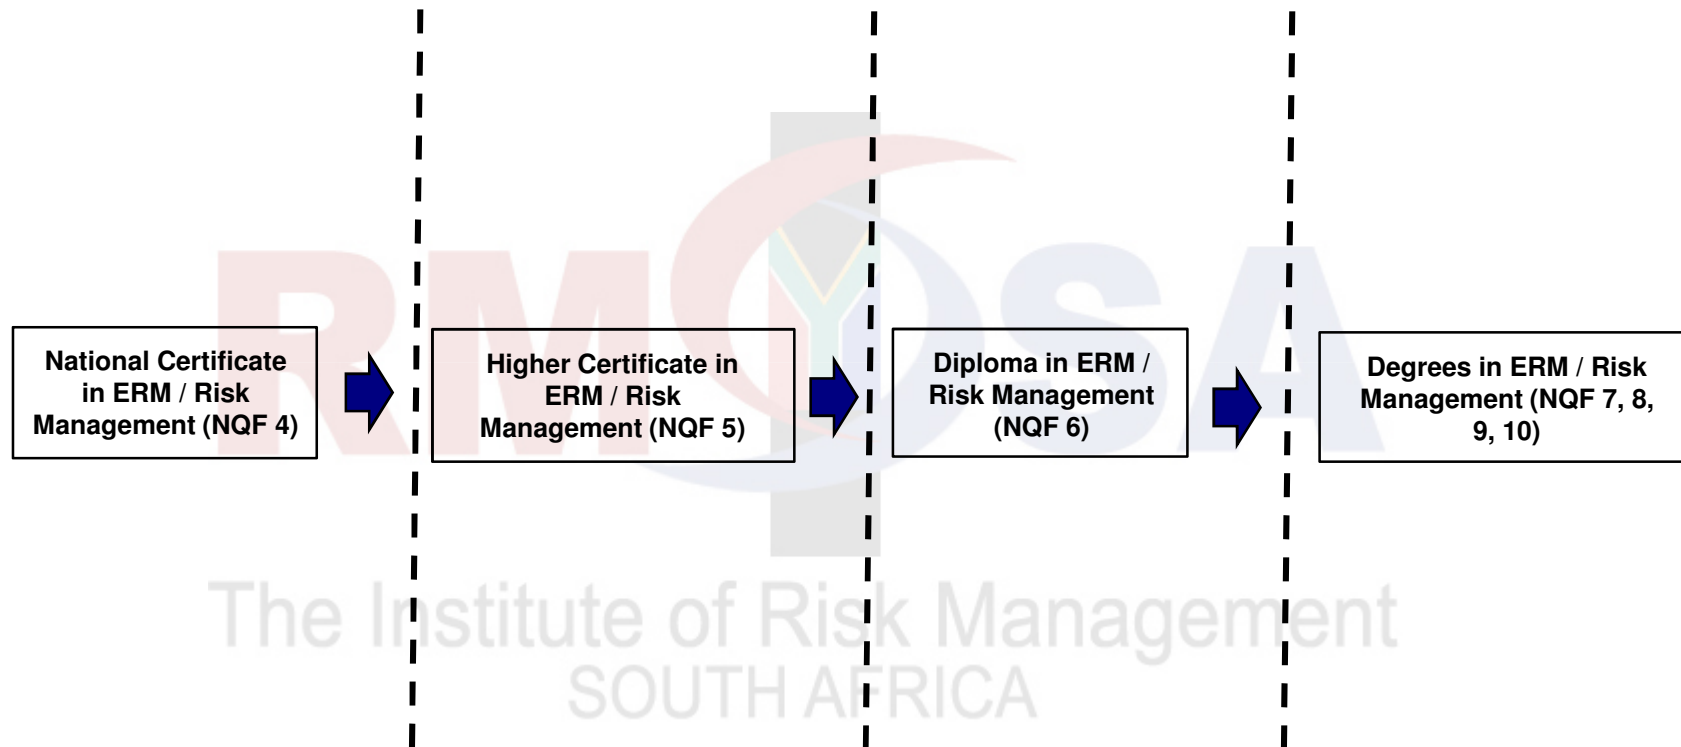 National Certificate
in ERM / Risk
Management (NQF 4)
Higher Certificate in
ERM / Risk
Management (NQF 5)
Diploma in ERM /
Risk Management
(NQF 6)
Degrees in ERM / Risk
Management (NQF 7, 8,
9, 10)
RM SA
The Institute of Risk Management
SOUTH AFRICA